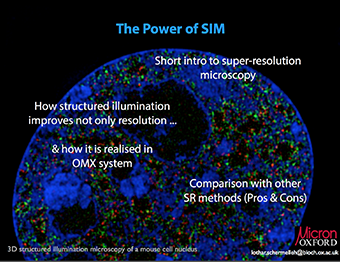 The Power of SIM
Short intro to super-resolution
microscopy
How structured illumination
improves not only resolution ...
& how it is realised in
OMX system
Comparison with other
SR methods (Pros & Cons)
Micron
OXFORD
3D structured illumination microscopy of a mouse cell nucleus
lothar.schermelleh@bioch.ox.ac.uk